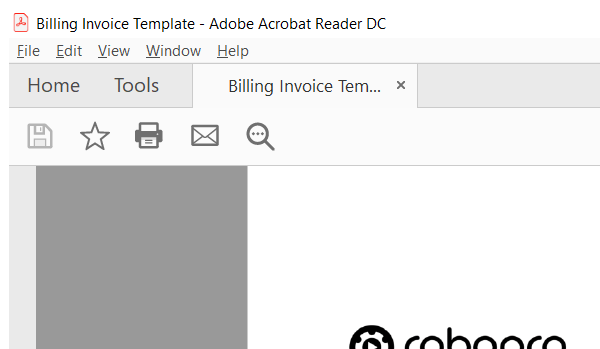 Billing Invoice Template - Adobe Acrobat Reader DC
File Edit View Window Help
Home Tools Billing Invoice Tem... ×